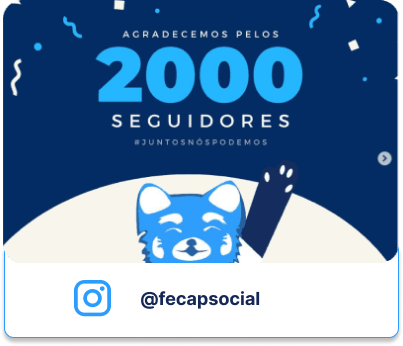 AGRADECEMOS PELOS
2000
SEGUIDORES
#JUNTOSNÓSPODEMOS
@fecapsocial